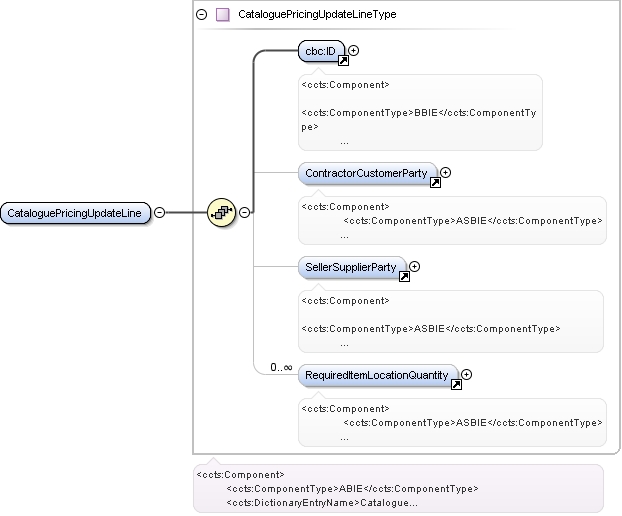 CataloguePricingUpdateLineType
cbc:ID
<ccts:Component>
<ccts:ComponentType>BBIE</ccts:ComponentTy
pe>
...
ContractorCustomerParty
<ccts:Component>
<ccts:ComponentType>ASBIE</ccts:ComponentType>
...
CataloguePricingUpdateLine
SellerSupplierParty
<ccts:Component>
<ccts:ComponentType>ASBIE</ccts:ComponentType>
...
0..∞
RequiredItemLocationQuantity
<ccts:Component>
<ccts:ComponentType>ASBIE</ccts:ComponentType>
...
<ccts:Component>
<ccts:ComponentType>ABIE</ccts:ComponentType>
<ccts:DictionaryEntryName>Catalogue...